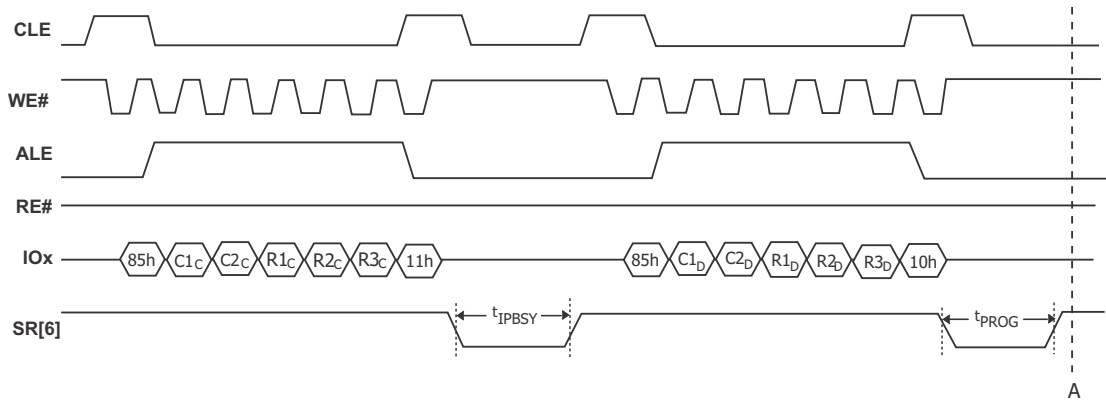 CLE
WE#
ALE
RE#
IOx 85h C1C C2C R1C R2C R3C 11h 85h C1D C2D R1D R2D R3D 10h
SR[6] tIPBSY tPROG
A